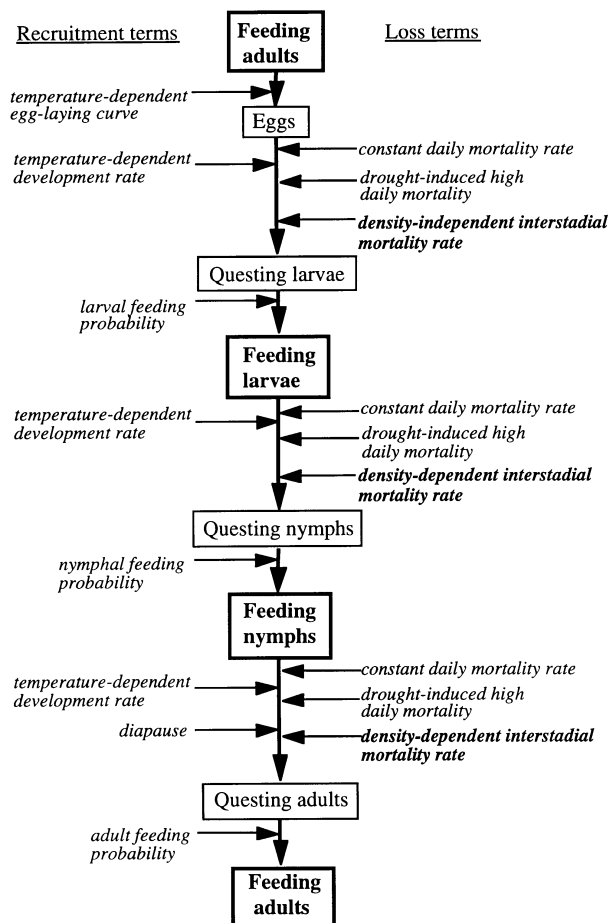 Recruitment terms
Feeding
adults
Loss terms
temperature-dependent
egg-laying curve
Eggs
constant daily mortality rate
temperature-dependent
development rate
drought-induced high
daily mortality
density-independent interstadial
mortality rate
Questing larvae
larval feeding
probability
Feeding
larvae
constant daily mortality rate
temperature-dependent
development rate
drought-induced high
daily mortality
density-dependent interstadial
mortality rate
Questing nymphs
nymphal feeding
probability
Feeding
nymphs
constant daily mortality rate
temperature-dependent
development rate
drought-induced high
daily mortality
diapause
density-dependent interstadial
mortality rate
Questing adults
adult feeding
probability
Feeding
adults